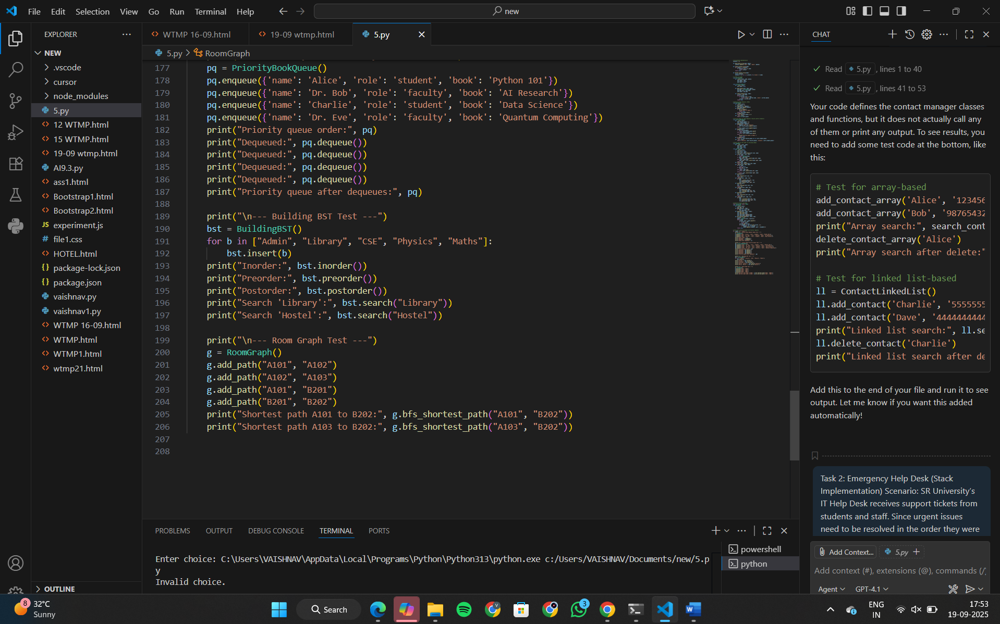 File Edit Selection View Go Run Terminal Help
new
EXPLORER
NEW
.vscode
cursor
node_modules
5.py
12 WTMP.html
15 WTMP.html
19-09 wtmp.html
AI9.3.py
ass1.html
Bootstrap1.html
Bootstrap2.html
JS experiment.js
# file1.css
HOTEL.html
{} package-lock.json
{} package.json
vaishnav.py
vaishnav1.py
WTMP 16-09.html
WTMP.html
WTMP1.html
wtmp21.html
OUTLINE
WTMP 16-09.html
19-09 wtmp.html
5.py
5.py > RoomGraph
177 pq = PriorityBookQueue()
178 pq.enqueue({'name': 'Alice', 'role': 'student', 'book': 'Python 101'})
179 pq.enqueue({'name': 'Dr. Bob', 'role': 'faculty', 'book': 'AI Research'})
180 pq.enqueue({'name': 'Charlie', 'role': 'student', 'book': 'Data Science'})
181 pq.enqueue({'name': 'Dr. Eve', 'role': 'faculty', 'book': 'Quantum Computing'})
182 print("Priority queue order:", pq)
183 print("Dequeued:", pq.dequeue())
184 print("Dequeued:", pq.dequeue())
185 print("Dequeued:", pq.dequeue())
186 print("Dequeued:", pq.dequeue())
187 print("Priority queue after dequeues:", pq)
188
189 print("\n--- Building BST Test ---")
190 bst = BuildingBST()
191 for b in ["Admin", "Library", "CSE", "Physics", "Maths"]:
192 bst.insert(b)
193 print("Inorder:", bst.inorder())
194 print("Preorder:", bst.preorder())
195 print("Postorder:", bst.postorder())
196 print("Search 'Library':", bst.search("Library"))
197 print("Search 'Hostel':", bst.search("Hostel"))
198
199 print("\n--- Room Graph Test ---")
200 g = RoomGraph()
201 g.add_path("A101", "A102")
202 g.add_path("A102", "A103")
203 g.add_path("A101", "B201")
204 g.add_path("B201", "B202")
205 print("Shortest path A101 to B202:", g.bfs_shortest_path("A101", "B202"))
206 print("Shortest path A103 to B202:", g.bfs_shortest_path("A103", "B202"))
207
208
PROBLEMS OUTPUT DEBUG CONSOLE TERMINAL PORTS
Enter choice: C:\Users\VAISHNAV\AppData\Local\Programs\Python\Python313\python.exe c:/Users/VAISHNAV/Documents/new/5.p
y
Invalid choice.
powershell
python
CHAT
Read 5.py, lines 1 to 40
Read 5.py, lines 41 to 53
Your code defines the contact manager classes
and functions, but it does not actually call any
of them or print any output. To see results, you
need to add some test code at the bottom, like
this:
# Test for array-based
add_contact_array('Alice', '123456
add_contact_array('Bob', '98765432
print("Array search:", search_cont
delete_contact_array('Alice')
print("Array search after delete:"
# Test for linked list-based
ll = ContactLinkedList()
ll.add_contact('Charlie', '5555555
ll.add_contact('Dave', '4444444444
print("Linked list search:", ll.se
ll.delete_contact('Charlie')
print("Linked list search after de
Add this to the end of your file and run it to see
output. Let me know if you want this added
automatically!
Task 2: Emergency Help Desk (Stack
Implementation) Scenario: SR University's
IT Help Desk receives support tickets from
students and staff. Since urgent issues
need to be resolved in the order they were
Add Context... 5.py
Add context (#), extensions (@), commands (/)
Agent GPT-4.1
8
32°C
Sunny
Search
3
ENG
IN
17:53
19-09-2025